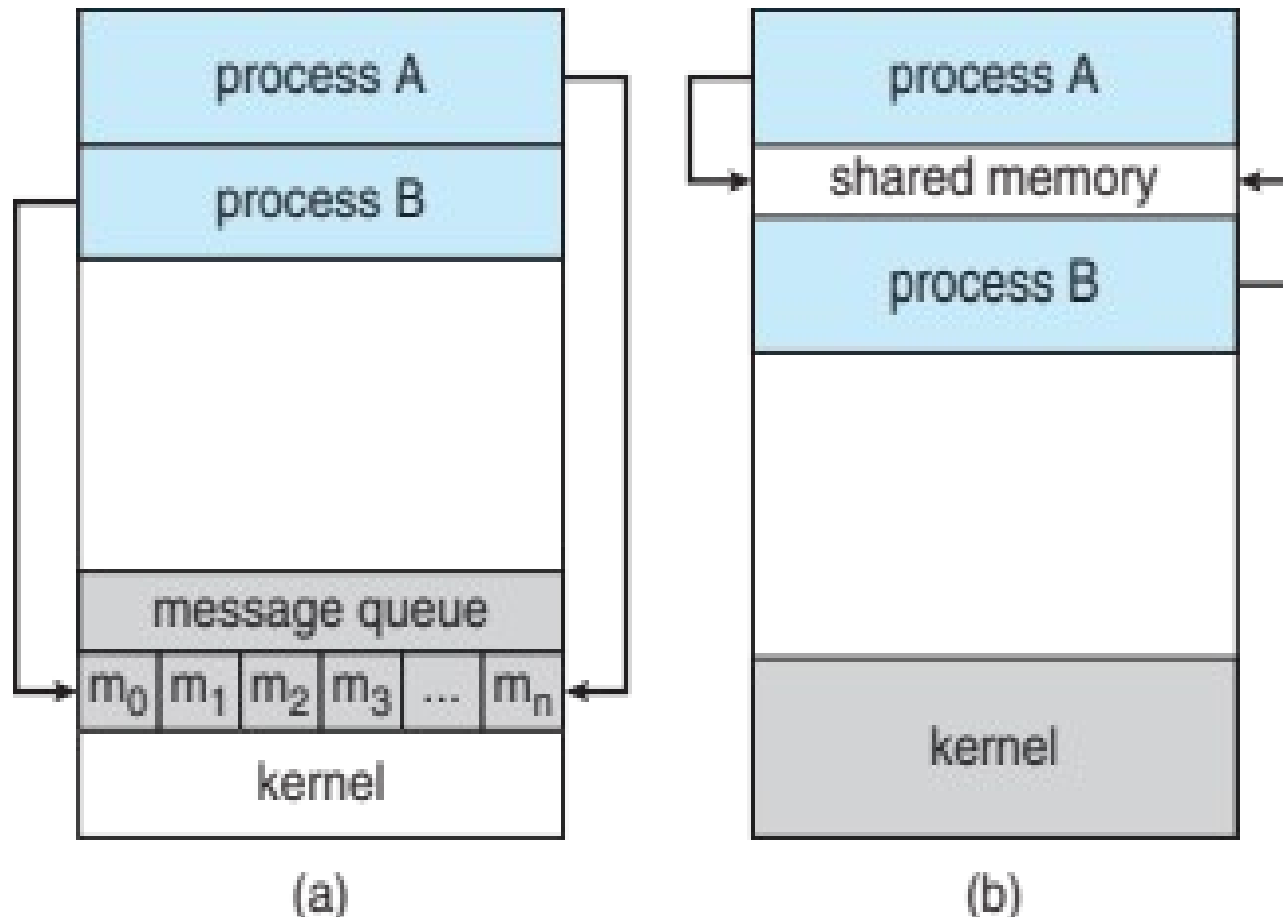 process A
process B
message queue
m0 m1 m2 m3 ... mn
kernel
(a)
process A
shared memory
process B
kernel
(b)